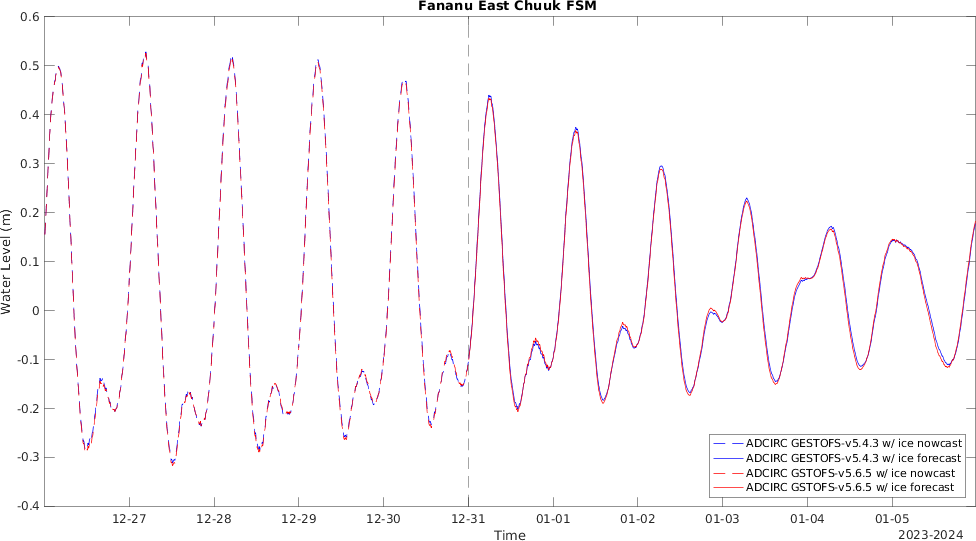 Fananu East Chuuk FSM
0.6
0.5
0.4
0.3
0.2
0.1
0
-0.1
-0.2
-0.3
-0.4
Water Level (m)
ADCIRC GESTOFS-v5.4.3 w/ ice nowcast
ADCIRC GESTOFS-v5.4.3 w/ ice forecast
ADCIRC GSTOFS-v5.6.5 w/ ice nowcast
ADCIRC GSTOFS-v5.6.5 w/ ice forecast
12-27 12-28 12-29 12-30 12-31 01-01 01-02 01-03 01-04 01-05
Time
2023-2024